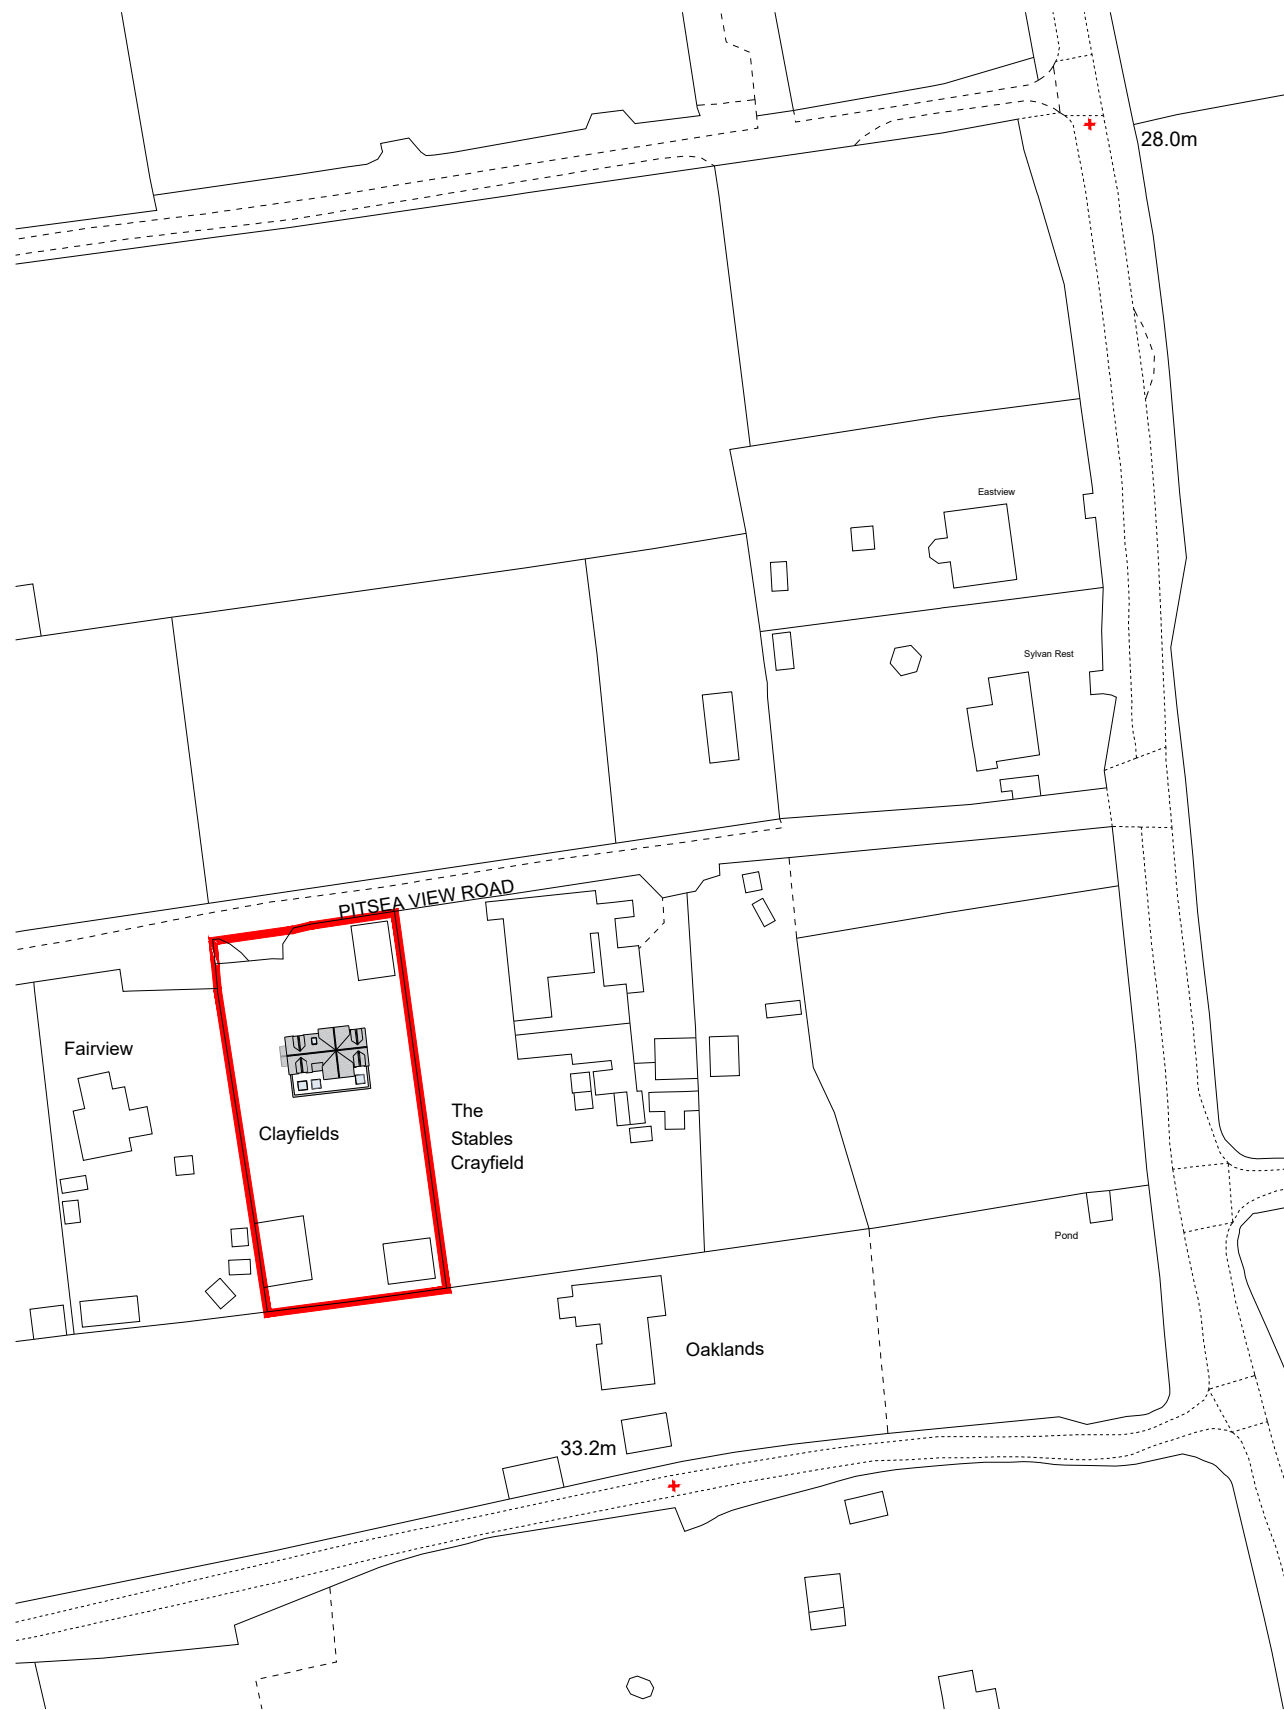 28.0m
Eastview
Sylvan Rest
PITSEA VIEW ROAD
Fairview
The
Stables
Crayfield
Clayfields
Pond
Oaklands
33.2m